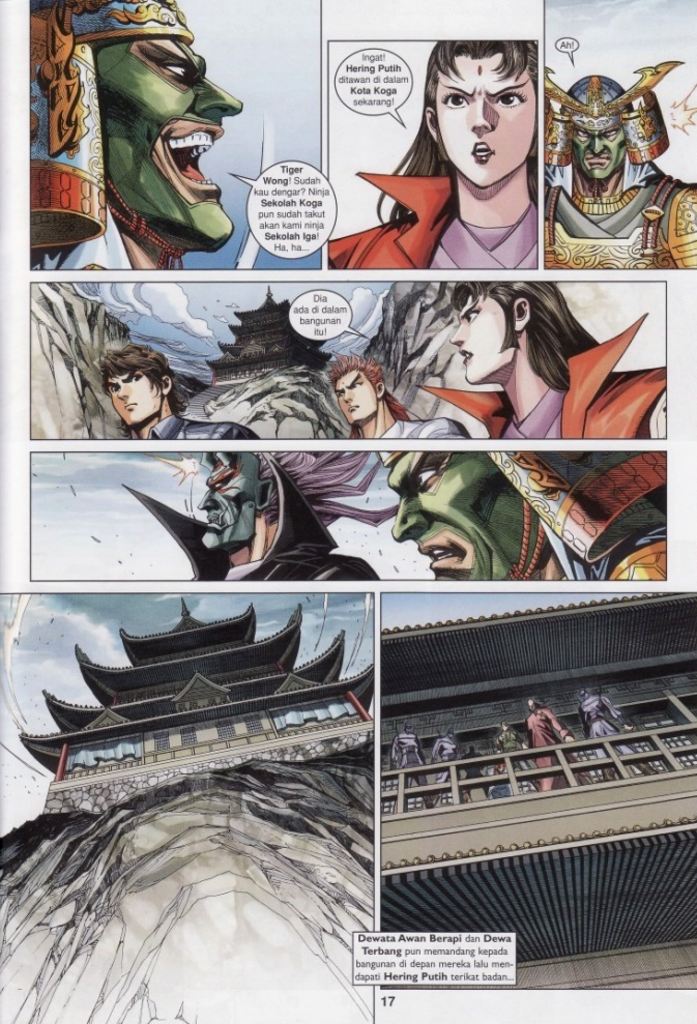 Tiger
Wong! Sudah
kau dengar? Ninja
Sekolah Koga
pun sudah takut
akan kami ninja
Sekolah Iga!
Ha, ha...
Ingat!
Hering Putih
ditawan di dalam
Kota Koga
sekarang!
Ah!
Dia
ada di dalam
bangunan
itu!
Dewata Awan Berapi dan Dewa
Terbang pun memandang kepada
bangunan di depan mereka lalu men-
dapati Hering Putih terikat badan...
17